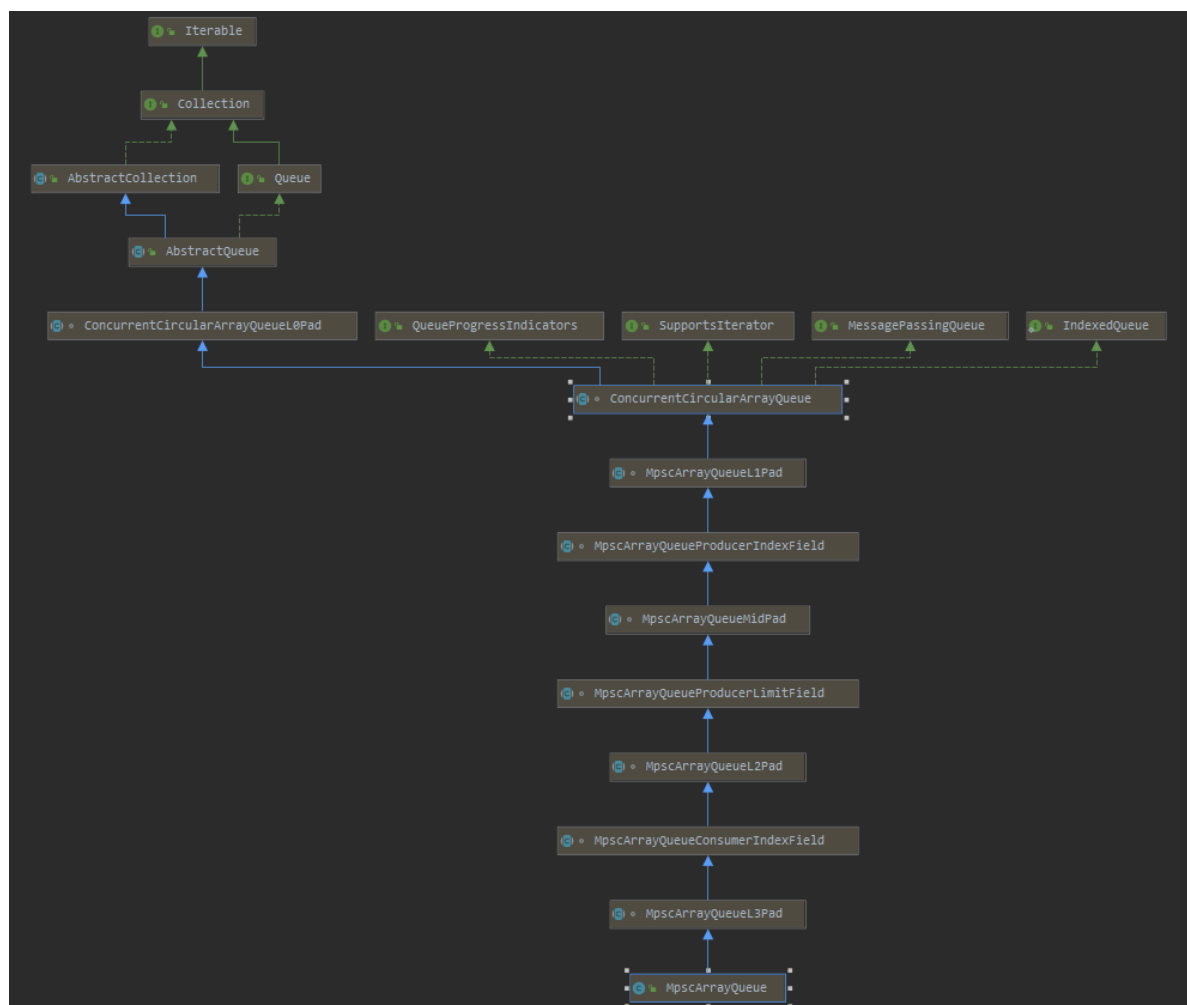 Iterable
Collection
AbstractCollection
Queue
AbstractQueue
ConcurrentCircularArrayQueueL0Pad
QueueProgressIndicators
SupportsIterator
MessagePassingQueue
IndexedQueue
ConcurrentCircularArrayQueue
MpscArrayQueueL1Pad
MpscArrayQueueProducerIndexField
MpscArrayQueueMidPad
MpscArrayQueueProducerLimitField
MpscArrayQueueL2Pad
MpscArrayQueueConsumerIndexField
MpscArrayQueueL3Pad
MpscArrayQueue